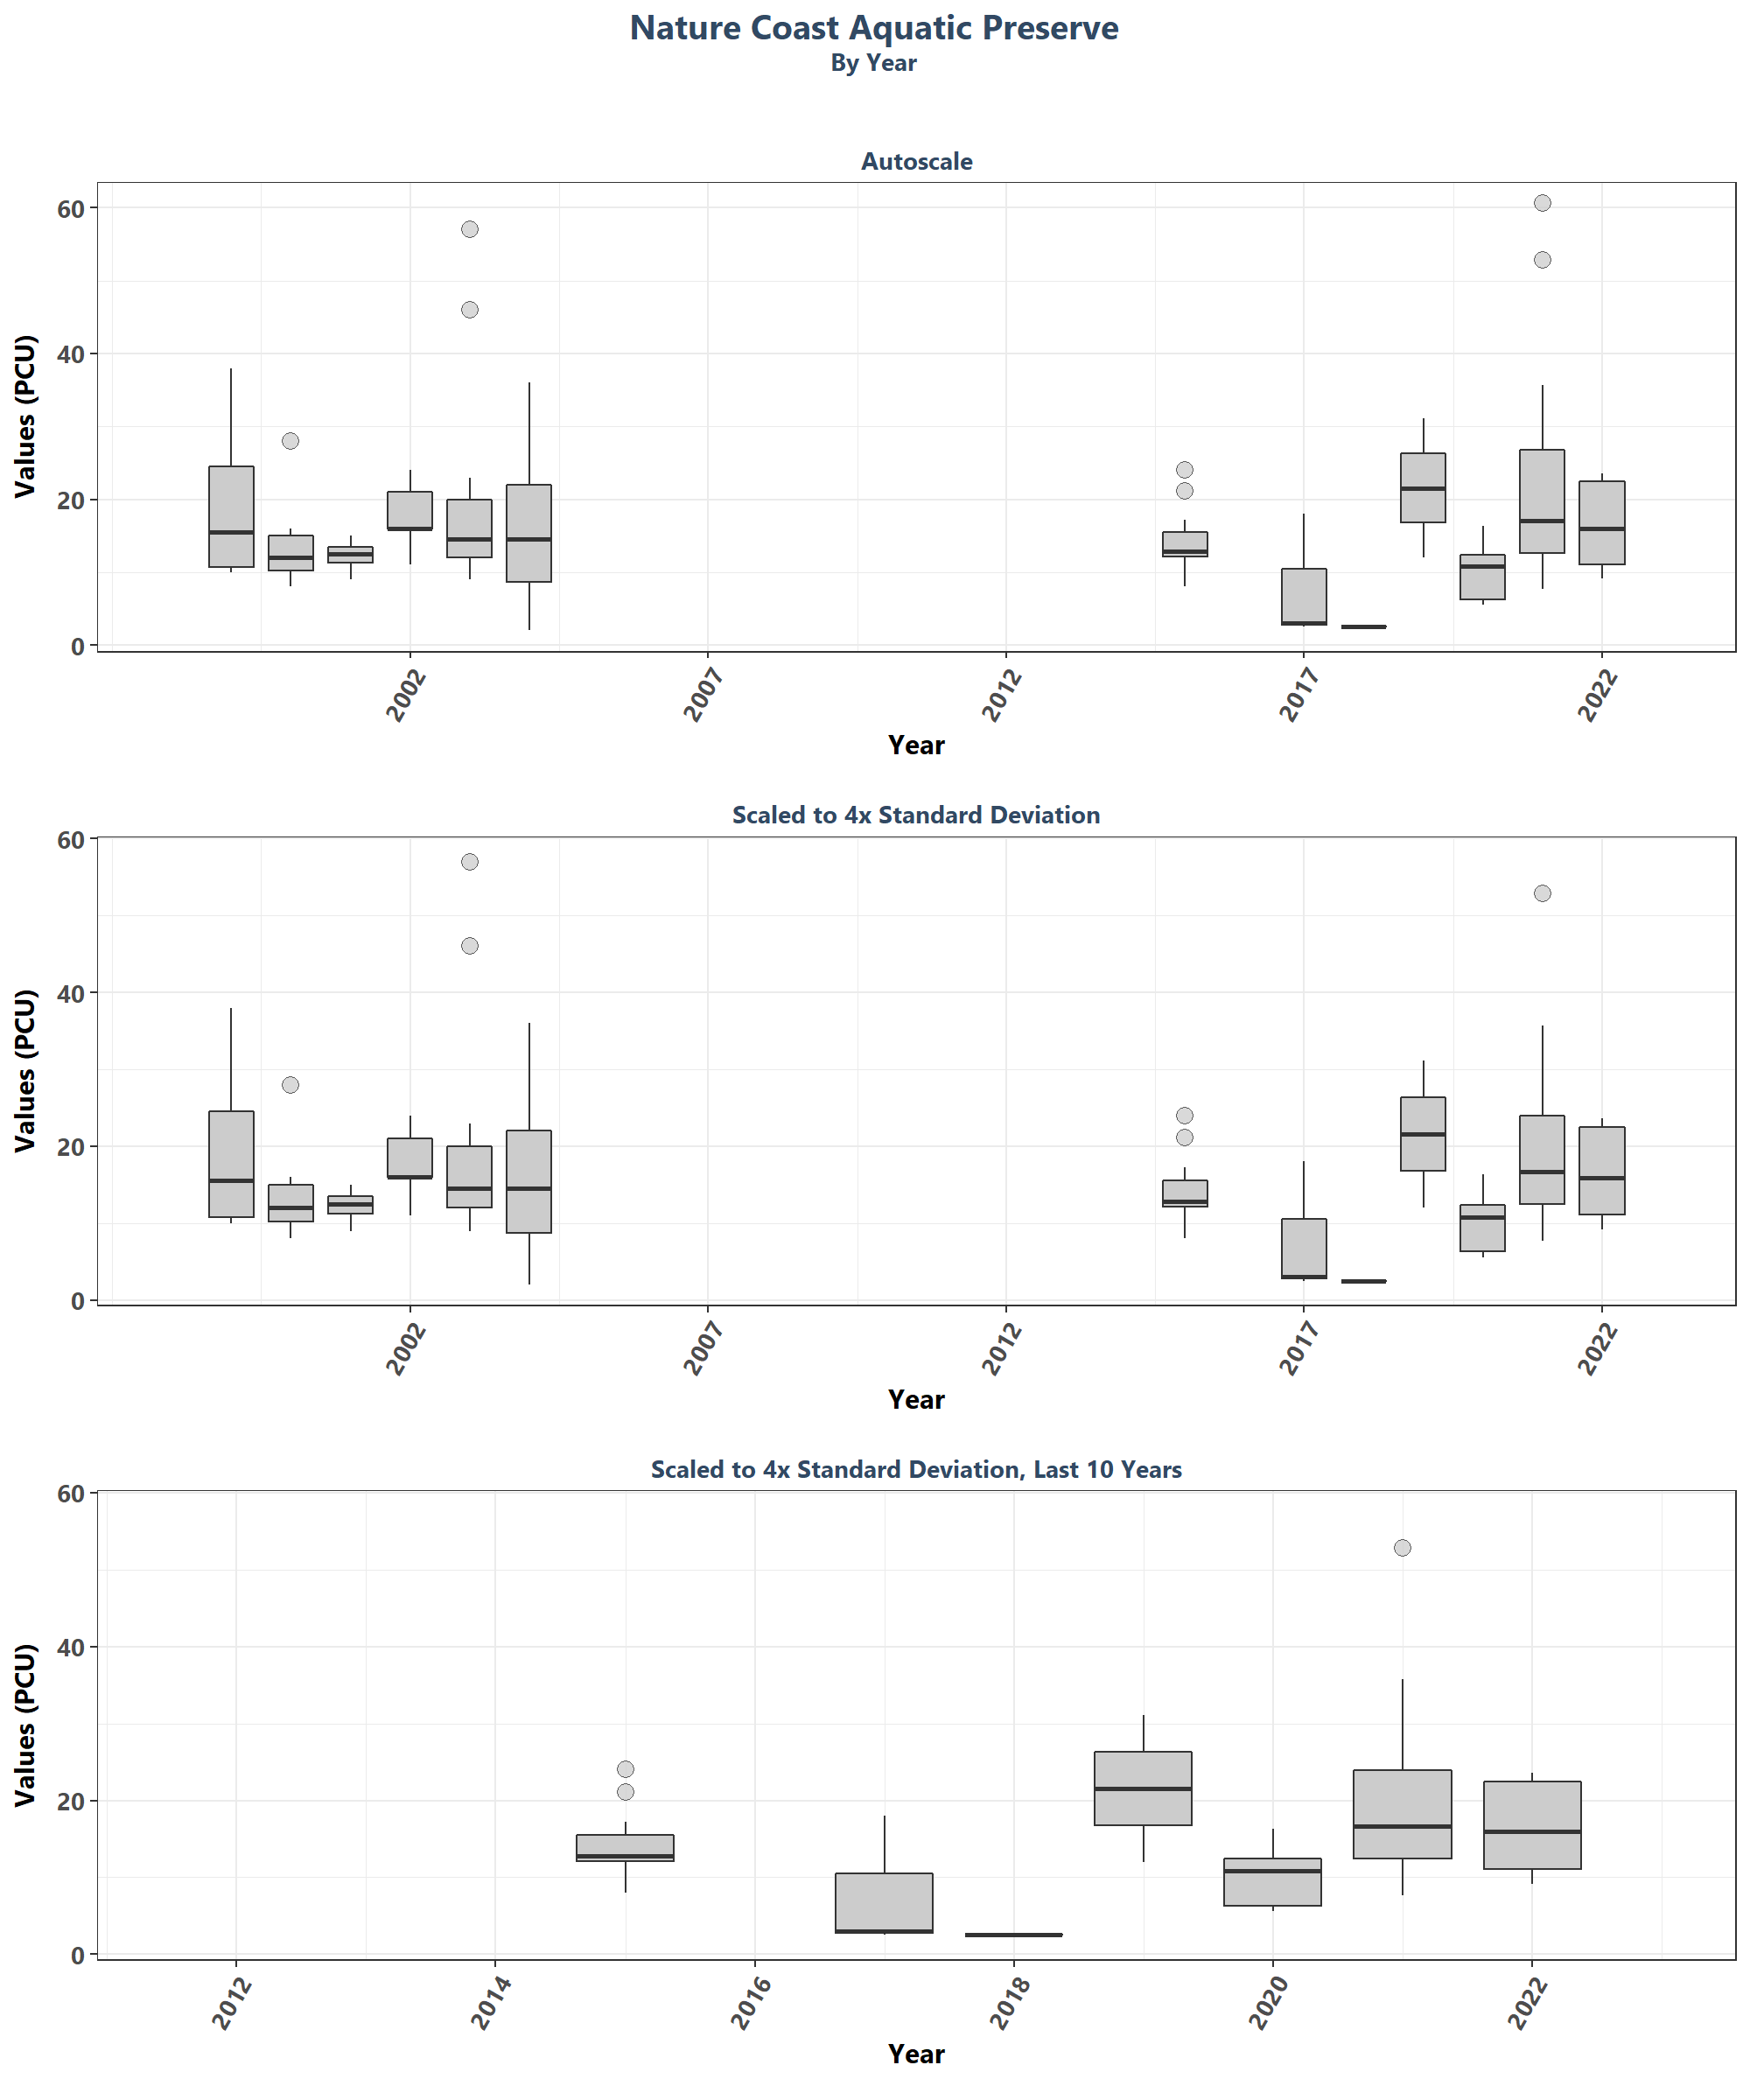 Nature Coast Aquatic Preserve
By Year
Autoscale
Values (PCU)
60
40
20
0
2002
2007
2012
2017
2022
Year
Scaled to 4x Standard Deviation
Values (PCU)
60
40
20
0
2002
2007
2012
2017
2022
Year
Scaled to 4x Standard Deviation, Last 10 Years
Values (PCU)
60
40
20
0
2012
2014
2016
2018
2020
2022
Year